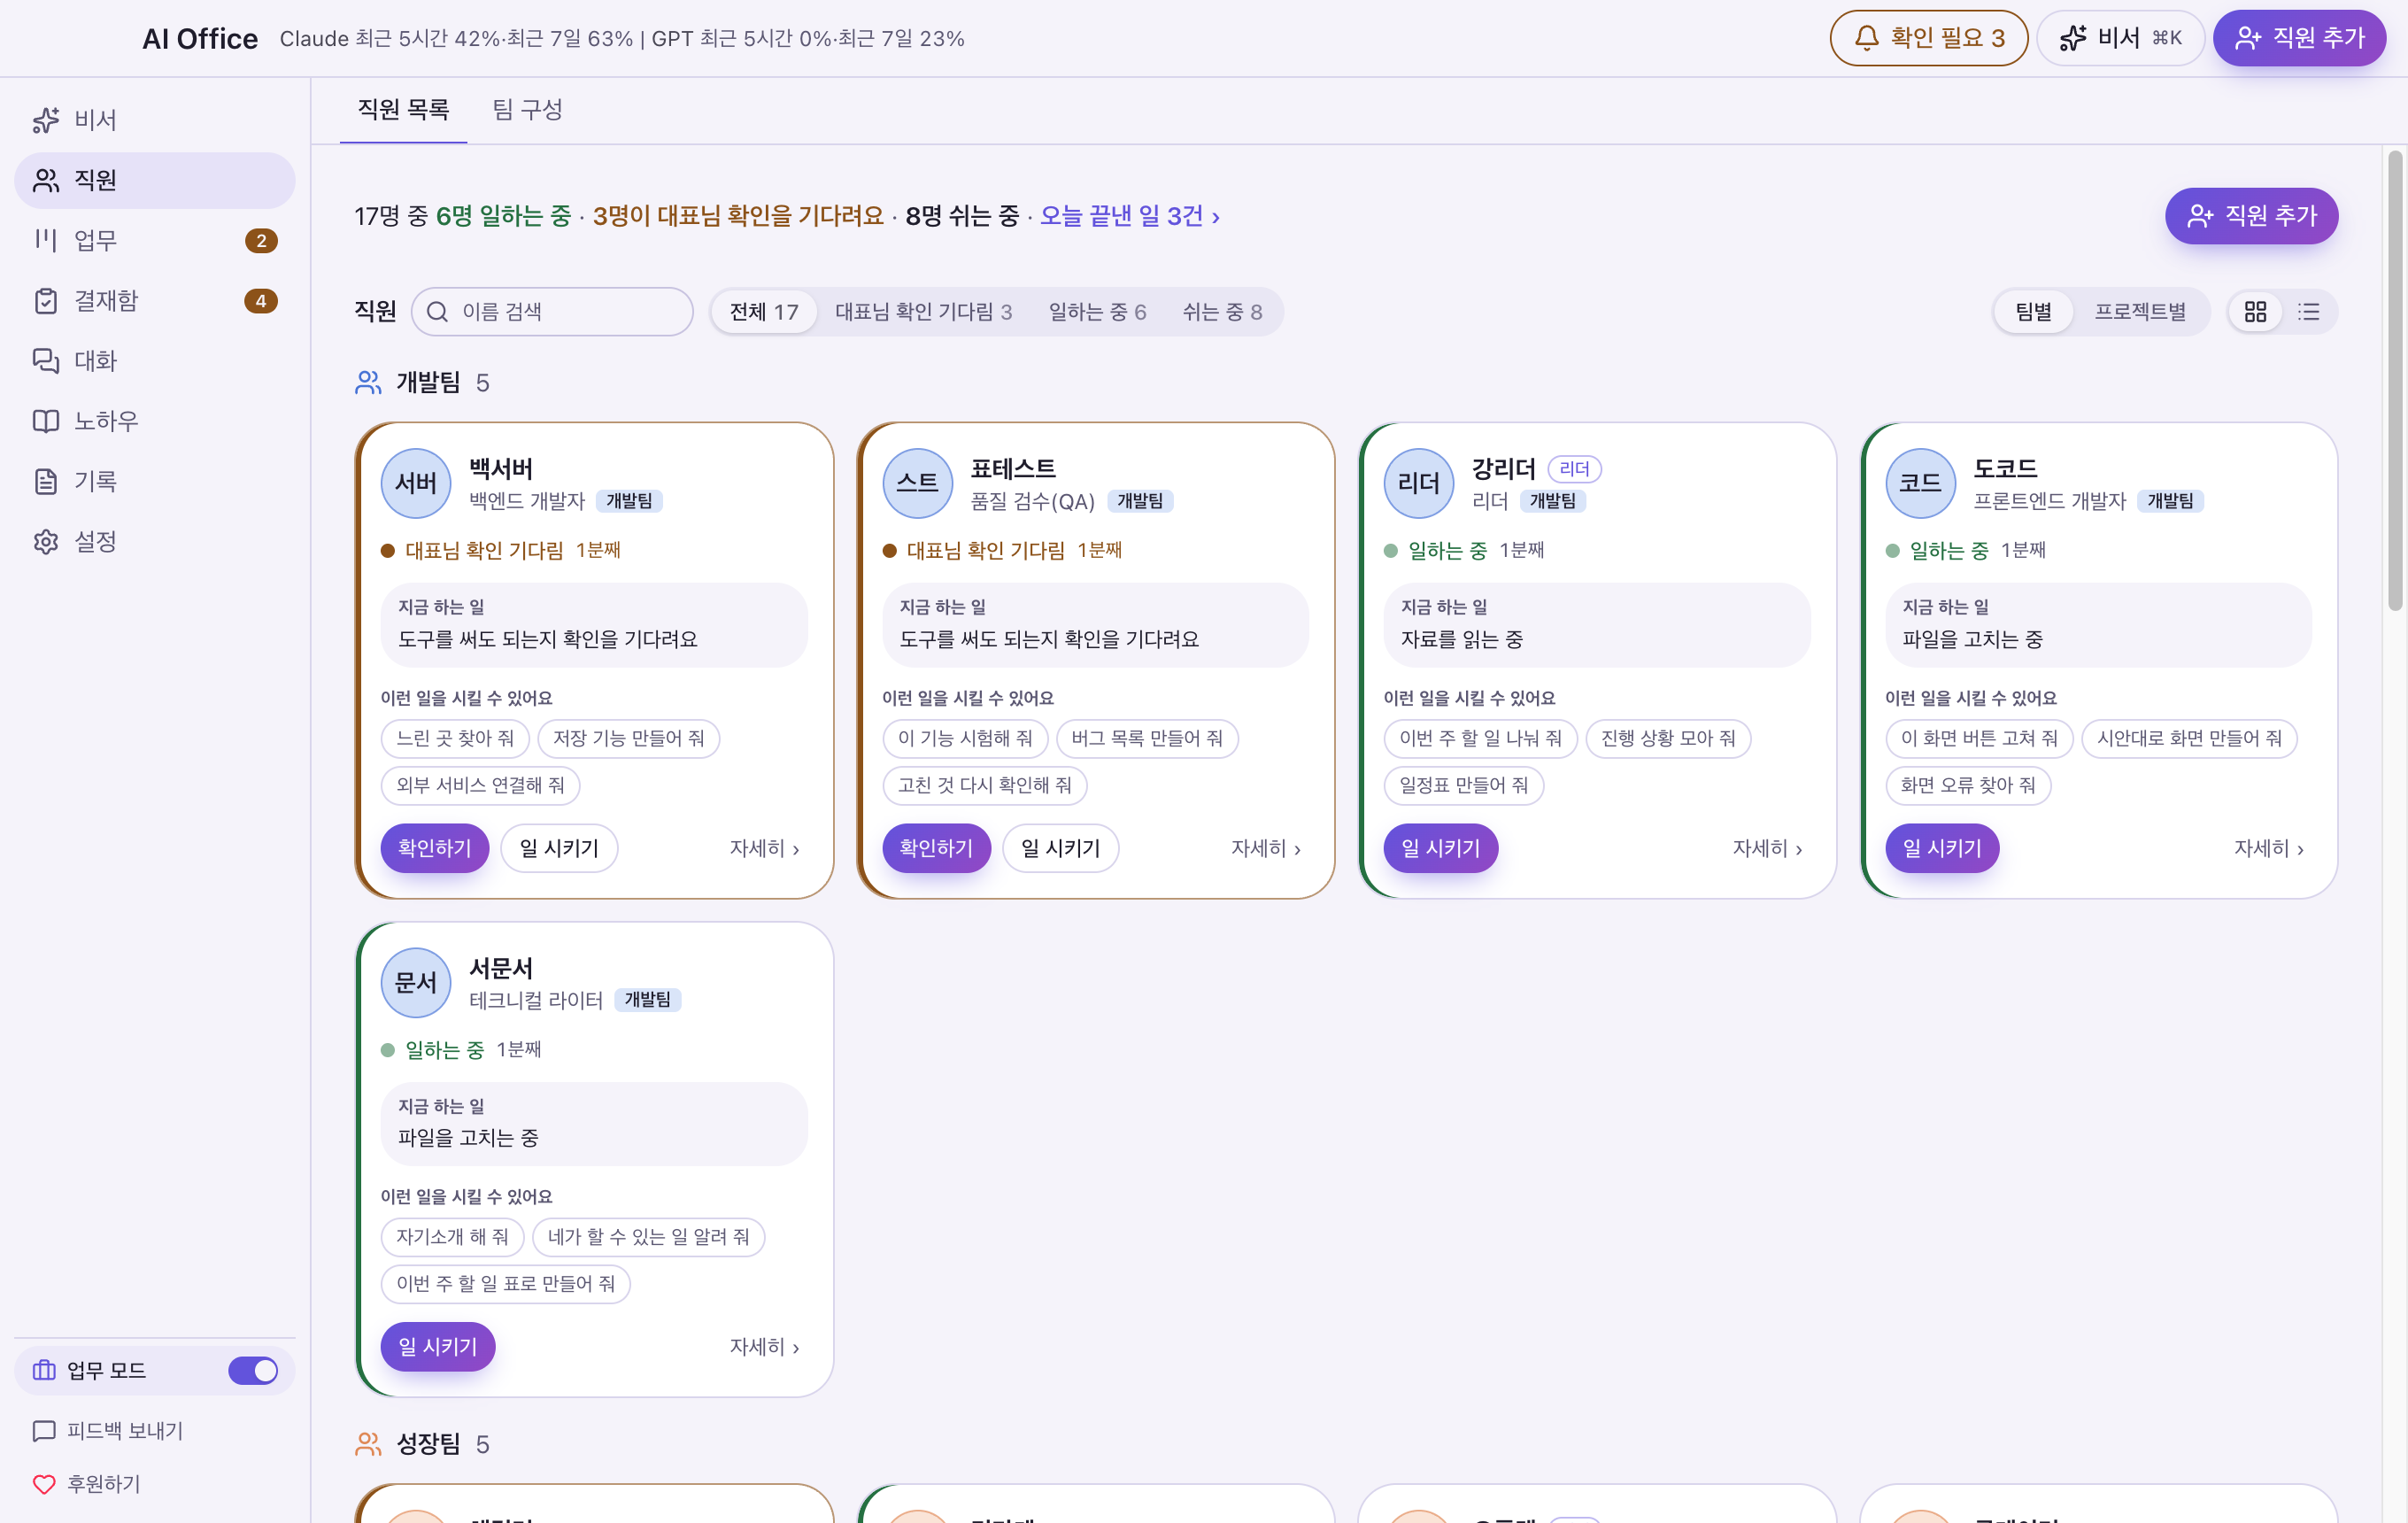 AI Office Claude 최근 5시간 42%·최근 7일 63% | GPT 최근 5시간 0%·최근 7일 23% 확인 필요 3 비서 ⌘K 직원 추가
비서
직원
업무 2
결재함 4
대화
노하우
기록
설정
업무 모드
피드백 보내기
후원하기
직원 목록 팀 구성
17명 중 6명 일하는 중 · 3명이 대표님 확인을 기다려요 · 8명 쉬는 중 · 오늘 끝낸 일 3건 › 직원 추가
직원 이름 검색 전체 17 대표님 확인 기다림 3 일하는 중 6 쉬는 중 8 팀별 프로젝트별
개발팀 5
서버 백서버
백엔드 개발자 개발팀
대표님 확인 기다림 1분째
지금 하는 일
도구를 써도 되는지 확인을 기다려요
이런 일을 시킬 수 있어요
느린 곳 찾아 줘 저장 기능 만들어 줘
외부 서비스 연결해 줘
확인하기 일 시키기 자세히 ›
스트 표테스트
품질 검수(QA) 개발팀
대표님 확인 기다림 1분째
지금 하는 일
도구를 써도 되는지 확인을 기다려요
이런 일을 시킬 수 있어요
이 기능 시험해 줘 버그 목록 만들어 줘
고친 것 다시 확인해 줘
확인하기 일 시키기 자세히 ›
리더 강리더 리더
리더 개발팀
일하는 중 1분째
지금 하는 일
자료를 읽는 중
이런 일을 시킬 수 있어요
이번 주 할 일 나눠 줘 진행 상황 모아 줘
일정표 만들어 줘
일 시키기 자세히 ›
코드 도코드
프론트엔드 개발자 개발팀
일하는 중 1분째
지금 하는 일
파일을 고치는 중
이런 일을 시킬 수 있어요
이 화면 버튼 고쳐 줘 시안대로 화면 만들어 줘
화면 오류 찾아 줘
일 시키기 자세히 ›
문서 서문서
테크니컬 라이터 개발팀
일하는 중 1분째
지금 하는 일
파일을 고치는 중
이런 일을 시킬 수 있어요
자기소개 해 줘 네가 할 수 있는 일 알려 줘
이번 주 할 일 표로 만들어 줘
일 시키기 자세히 ›
성장팀 5